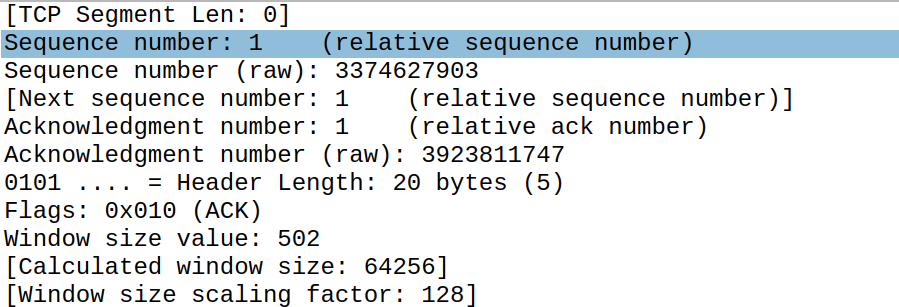 [TCP Segment Len: 0]
Sequence number: 1    (relative sequence number)
Sequence number (raw): 3374627903
[Next sequence number: 1    (relative sequence number)]
Acknowledgment number: 1    (relative ack number)
Acknowledgment number (raw): 3923811747
0101 .... = Header Length: 20 bytes (5)
Flags: 0x010 (ACK)
Window size value: 502
[Calculated window size: 64256]
[Window size scaling factor: 128]